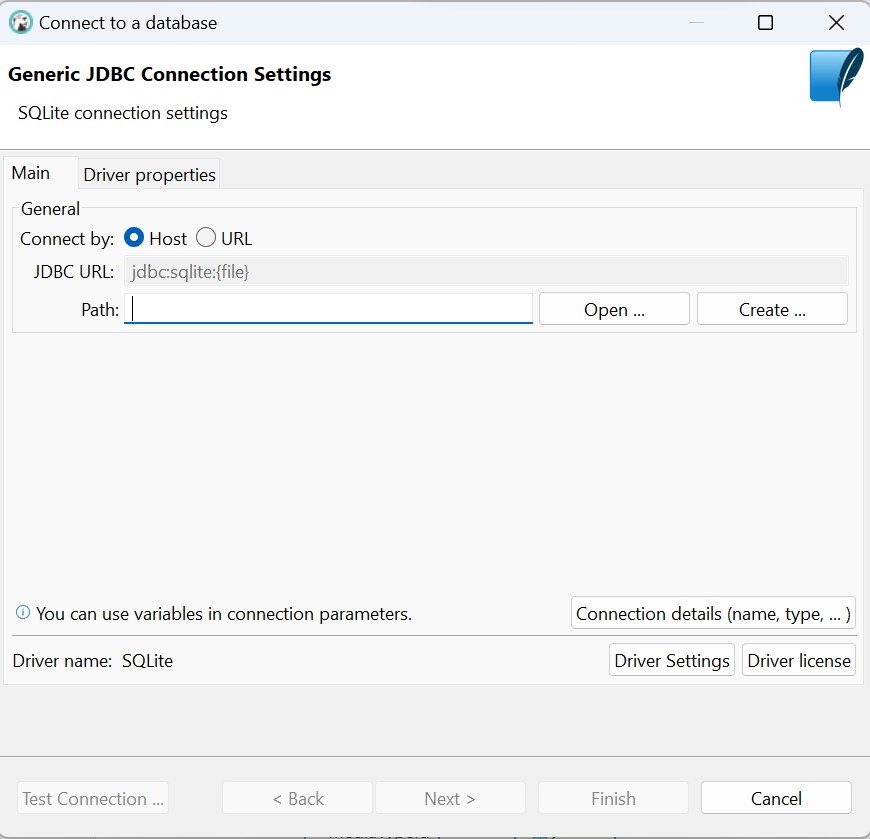 Connect to a database
Generic JDBC Connection Settings
SQLite connection settings
Main Driver properties
General
Connect by: Host URL
JDBC URL: jdbc:sqlite:{file}
Path: Open ... Create ...
You can use variables in connection parameters. Connection details (name, type, ... )
Driver name: SQLite Driver Settings Driver license
Test Connection ... < Back Next > Finish Cancel